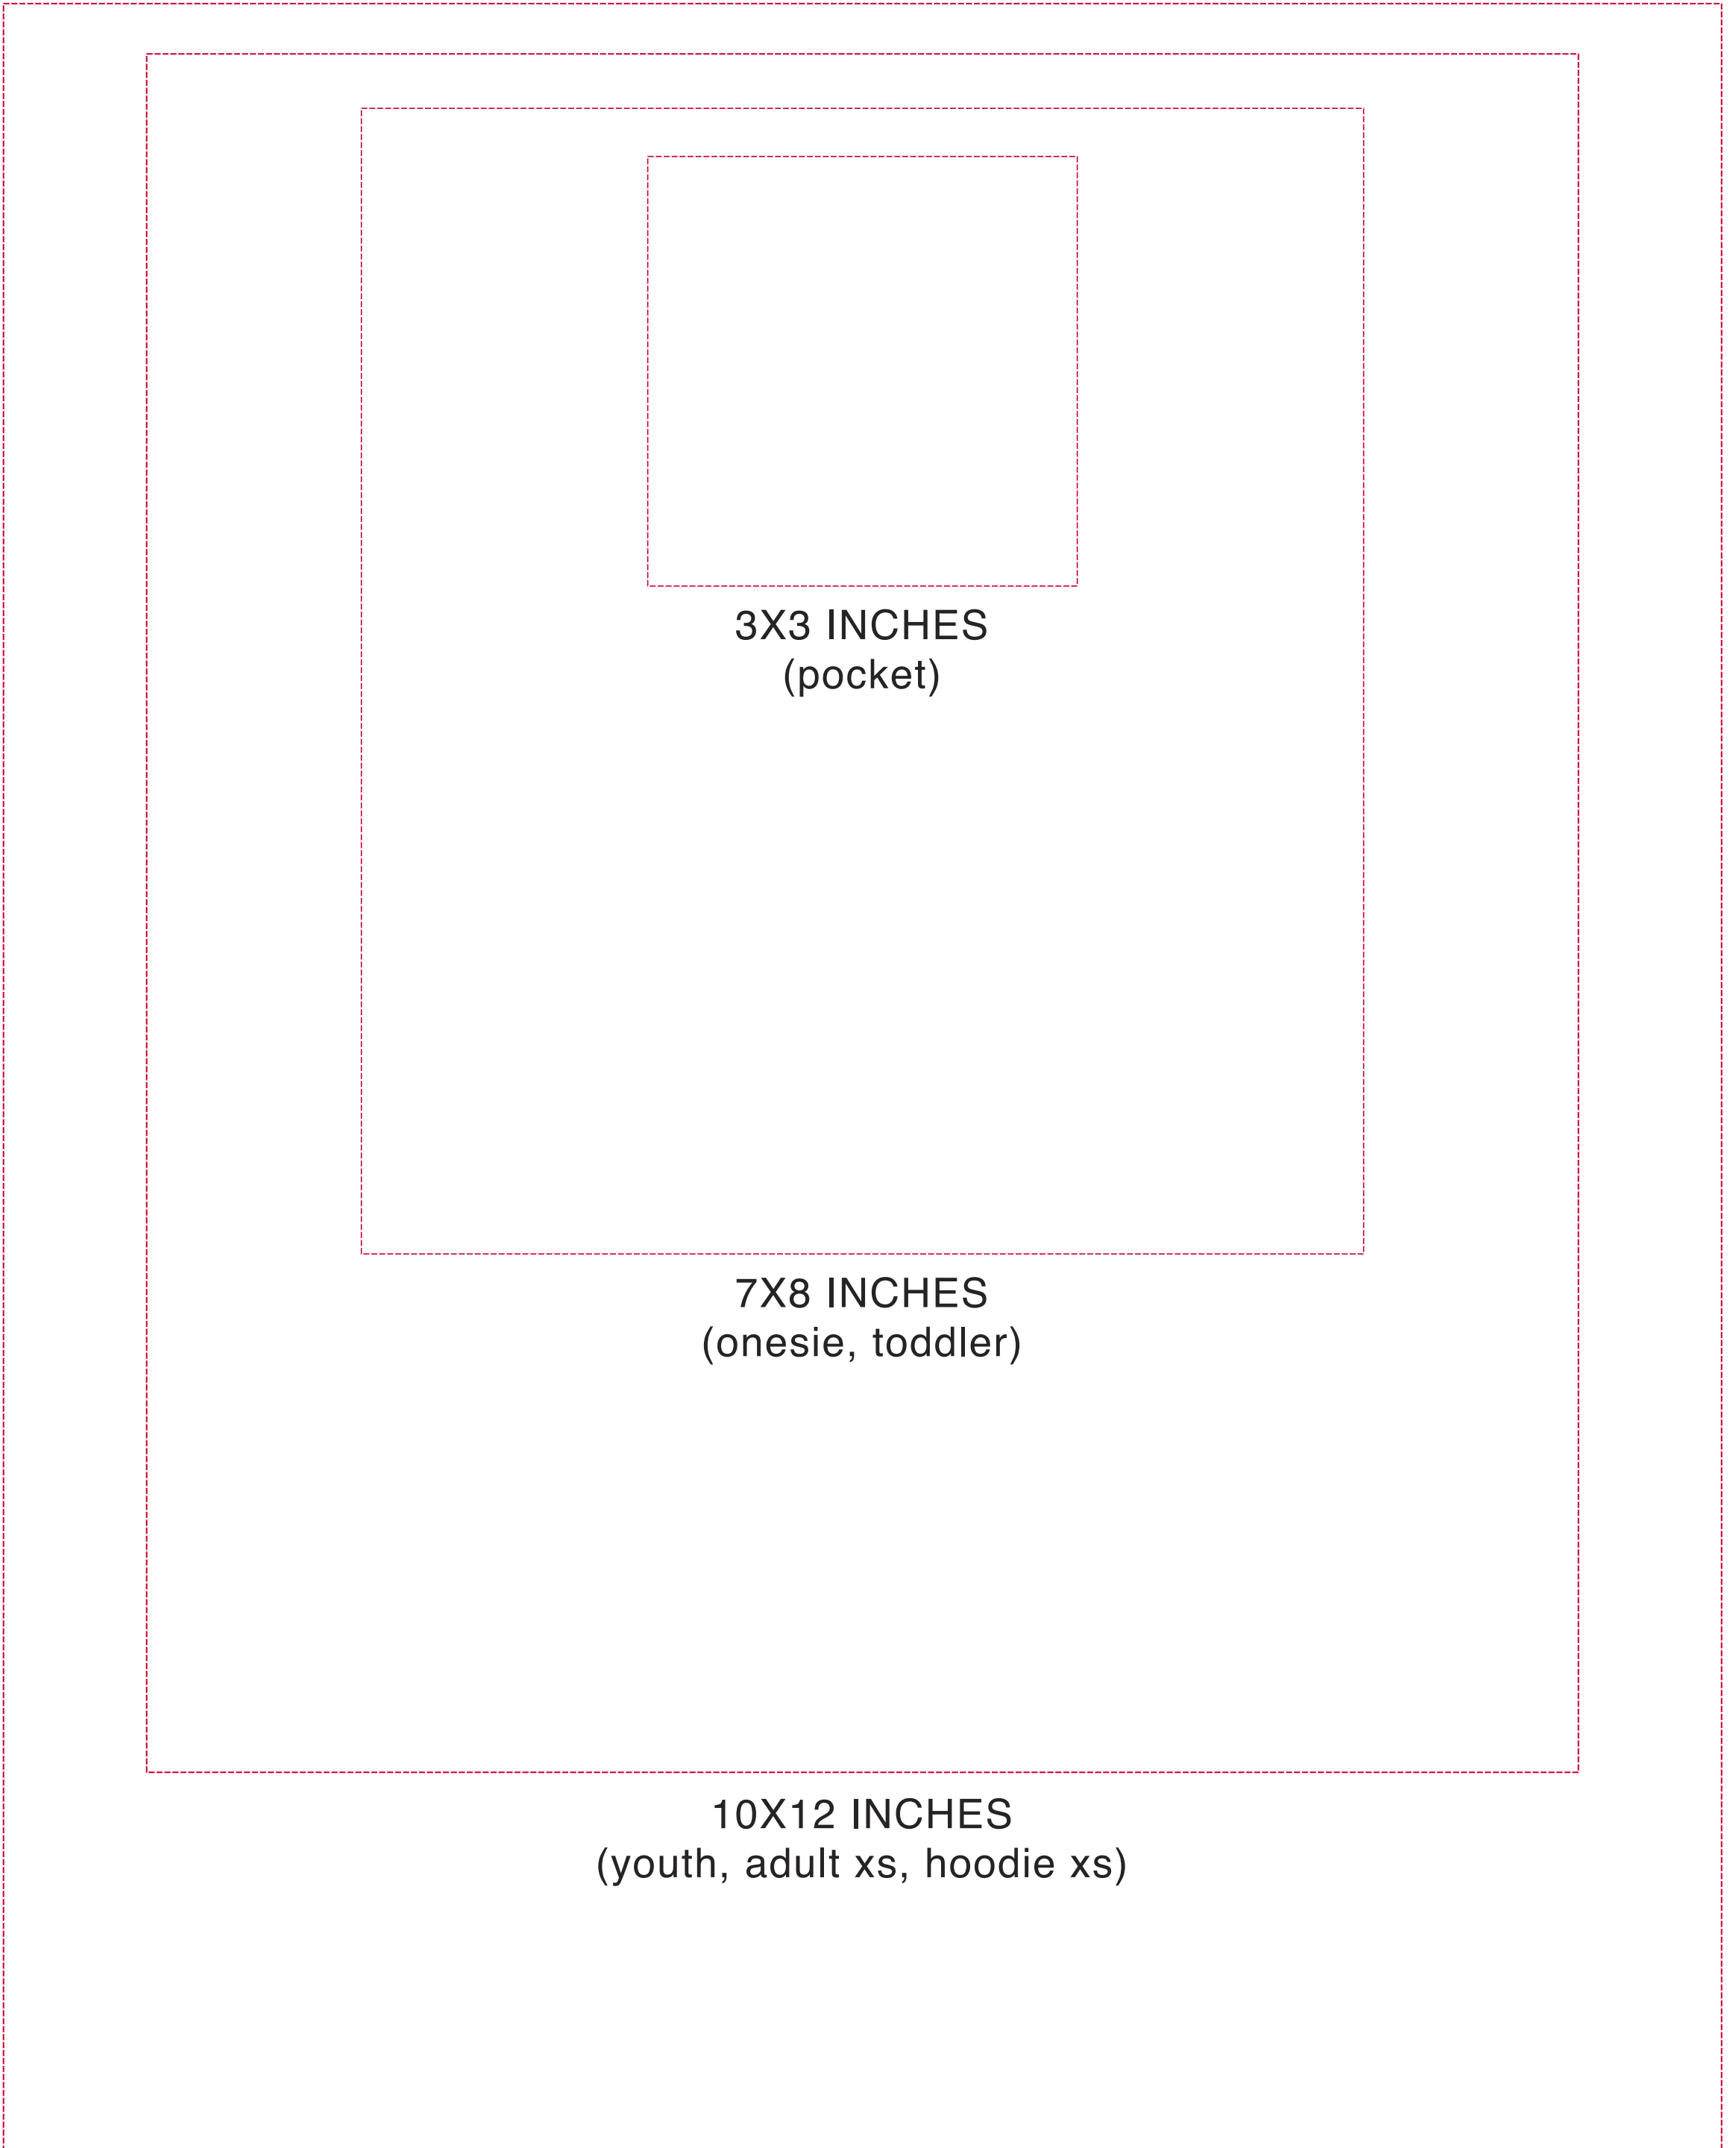 3X3 INCHES
(pocket)
7X8 INCHES
(onesie, toddler)
10X12 INCHES
(youth, adult xs, hoodie xs)